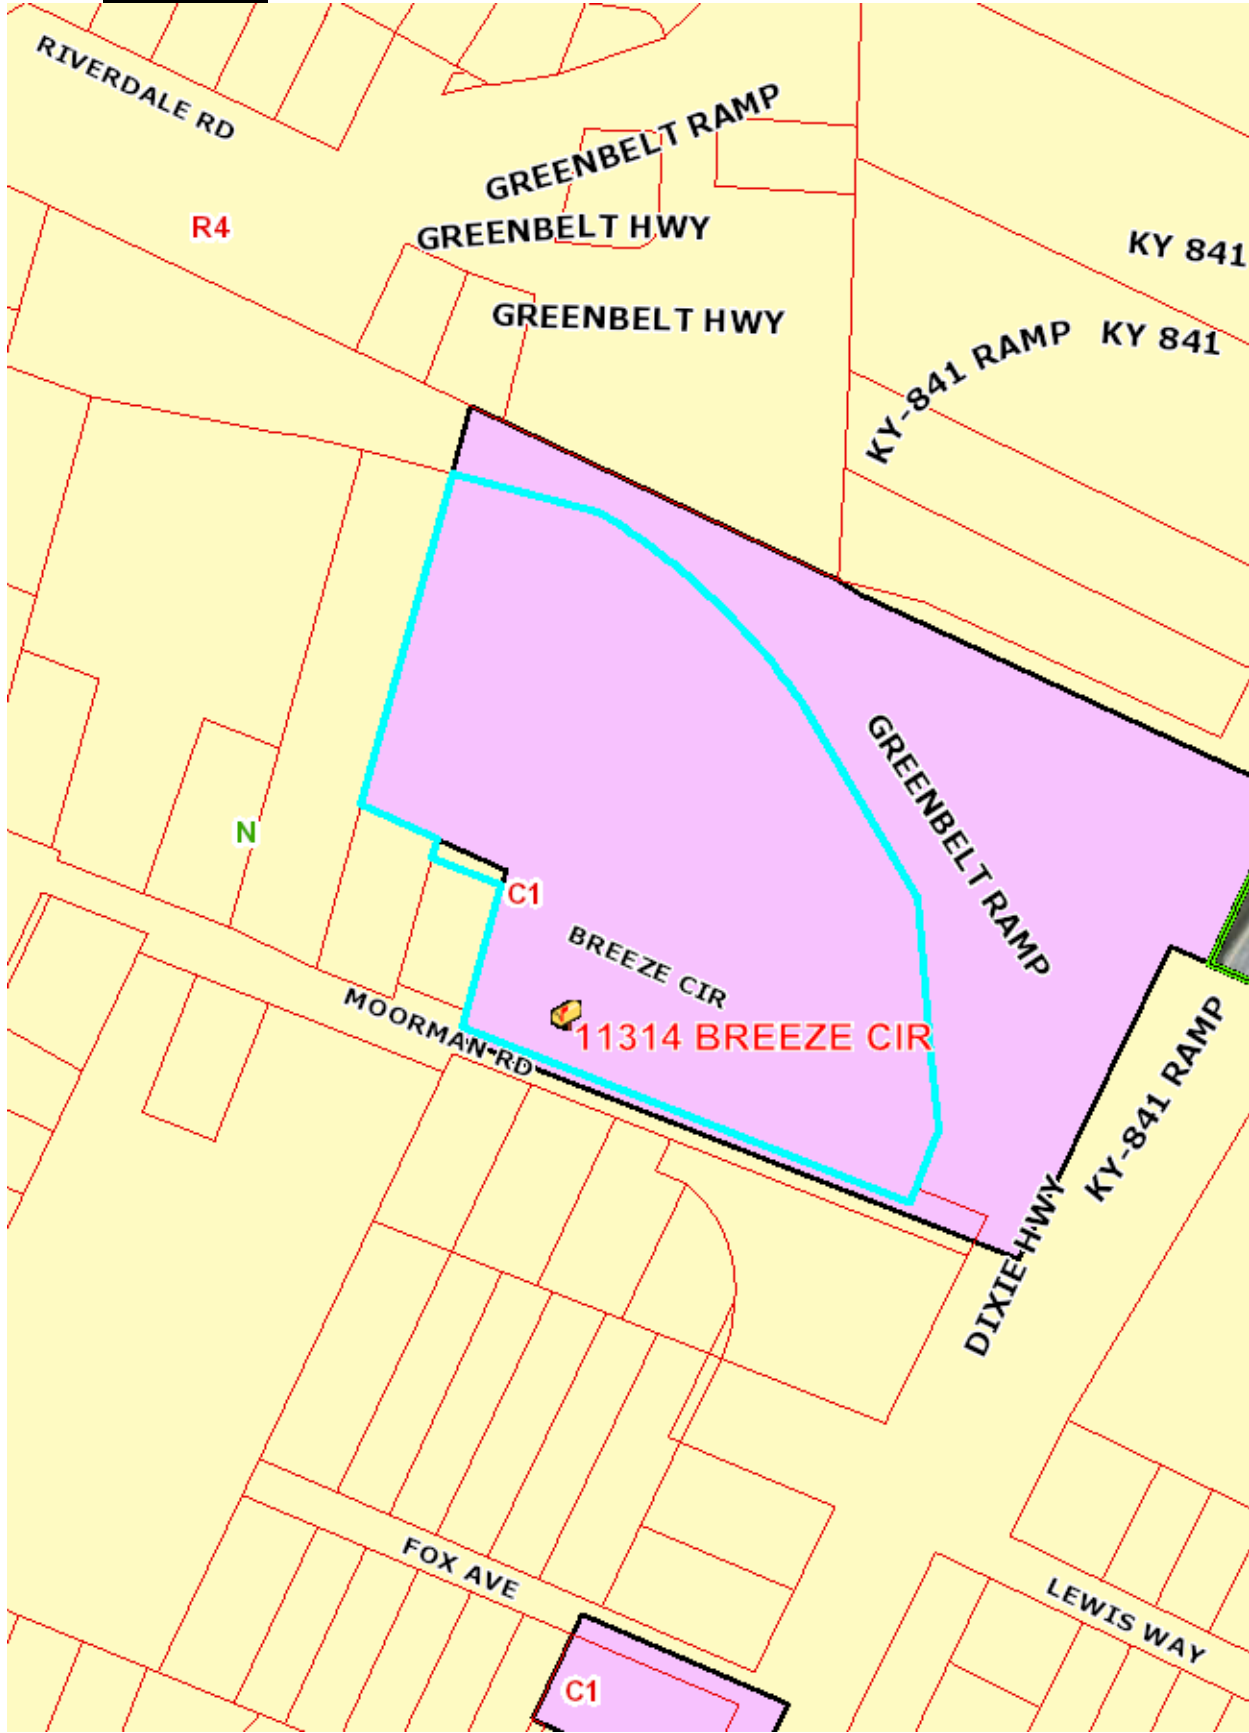 RIVERDALE RD
GREENBELT RAMP
R4
GREENBELT HWY
KY 841
GREENBELT HWY
KY-841 RAMP
KY 841
GREENBELT RAMP
N
C1
BREEZE CIR
MOORMAN RD
11314 BREEZE CIR
KY-841 RAMP
DIXIE HWY
FOX AVE
LEWIS WAY
C1